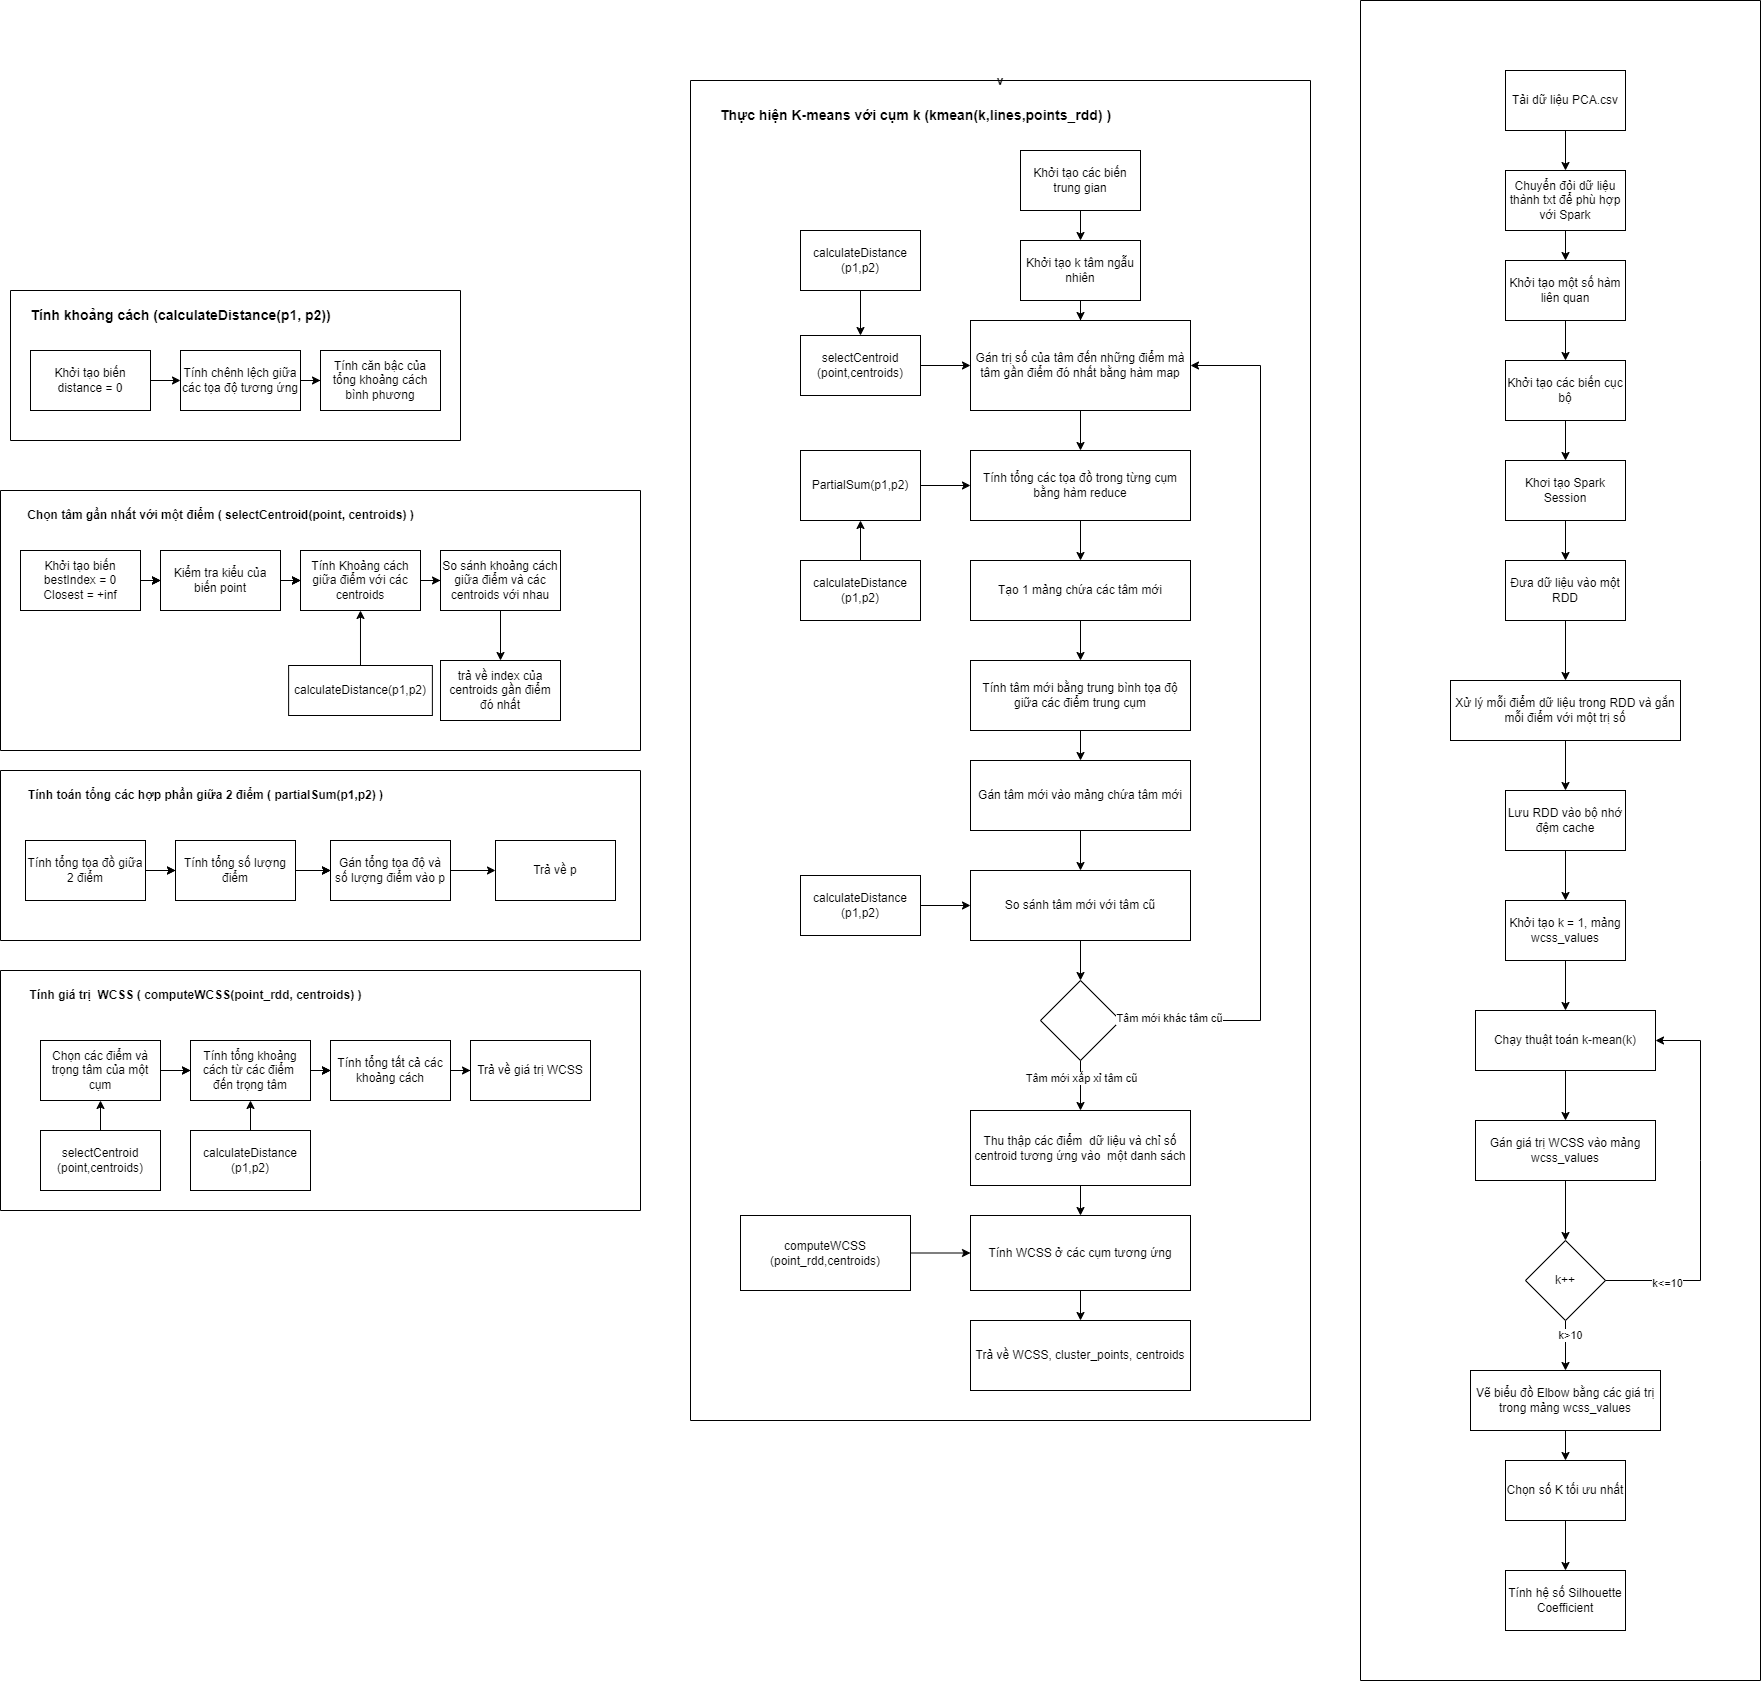 Tính khoảng cách (calculateDistance(p1, p2))
Khởi tạo biến
distance = 0
Tính chênh lệch giữa
các tọa độ tương ứng
Tính căn bậc của
tổng khoảng cách
bình phương
Chọn tâm gần nhất với một điểm ( selectCentroid(point, centroids) )
Khởi tạo biến
bestIndex = 0
Closest = +inf
Kiểm tra kiểu của
biến point
Tính Khoảng cách
giữa điểm với các
centroids
So sánh khoảng cách
giữa điểm và các
centroids với nhau
calculateDistance(p1,p2)
trả về index của
centroids gần điểm
đó nhất
Tính toán tổng các hợp phần giữa 2 điểm ( partialSum(p1,p2) )
Tính tổng tọa đồ giữa
2 điểm
Tính tổng số lượng
điểm
Gán tổng tọa độ và
số lượng điểm vào p
Trả về p
Tính giá trị WCSS ( computeWCSS(point_rdd, centroids) )
Chọn các điểm và
trọng tâm của một
cụm
Tính tổng khoảng
cách từ các điểm
đến trọng tâm
Tính tổng tất cả các
khoảng cách
Trả về giá trị WCSS
selectCentroid
(point,centroids)
calculateDistance
(p1,p2)
v
Thực hiện K-means với cụm k (kmean(k,lines,points_rdd) )
Khởi tạo các biến
trung gian
calculateDistance
(p1,p2)
Khởi tạo k tâm ngẫu
nhiên
selectCentroid
(point,centroids)
Gán trị số của tâm đến những điểm mà
tâm gần điểm đó nhất bằng hàm map
PartialSum(p1,p2)
Tính tổng các tọa đồ trong từng cụm
bằng hàm reduce
calculateDistance
(p1,p2)
Tạo 1 mảng chứa các tâm mới
Tính tâm mới bằng trung bình tọa độ
giữa các điểm trung cụm
Gán tâm mới vào mảng chứa tâm mới
calculateDistance
(p1,p2)
So sánh tâm mới với tâm cũ
Tâm mới khác tâm cũ
Tâm mới xấp xỉ tâm cũ
Thu thập các điểm dữ liệu và chỉ số
centroid tương ứng vào một danh sách
computeWCSS
(point_rdd,centroids)
Tính WCSS ở các cụm tương ứng
Trả về WCSS, cluster_points, centroids
Tải dữ liệu PCA.csv
Chuyển đỏi dữ liệu
thành txt để phù hợp
với Spark
Khởi tạo một số hàm
liên quan
Khởi tạo các biến cục
bộ
Khơi tạo Spark
Session
Đưa dữ liệu vào một
RDD
Xử lý mỗi điểm dữ liệu trong RDD và gắn
mỗi điểm với một trị số
Lưu RDD vào bộ nhớ
đệm cache
Khởi tạo k = 1, mảng
wcss_values
Chạy thuật toán k-mean(k)
Gán giá trị WCSS vào mảng
wcss_values
k++
k<=10
k>10
Vẽ biểu đồ Elbow bằng các giá trị
trong mảng wcss_values
Chọn số K tối ưu nhất
Tính hệ số Silhouette
Coefficient